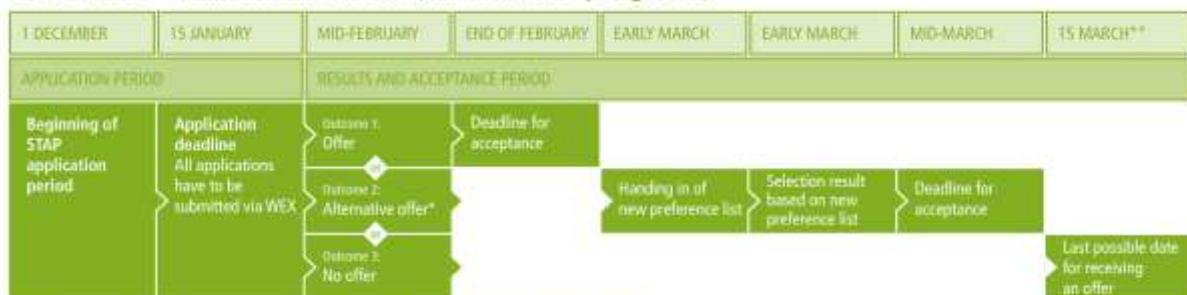 1 DECEMBER
15 JANUARY
MID-FEBRUARY
END OF FEBRUARY
EARLY MARCH
EARLY MARCH
MID-MARCH
15 MARCH**
APPLICATION PERIOD
RESULTS AND ACCEPTANCE PERIOD
Beginning of
STAP
application
period
Application
deadline
All applications
have to be
submitted via WEX
Outcome 1:
Offer
or
Outcome 2:
Alternative offer*
or
Outcome 3:
No offer
Deadline for
acceptance
Handing in of
new preference list
Selection result
based on new
preference list
Deadline for
acceptance
Last possible date
for receiving
an offer